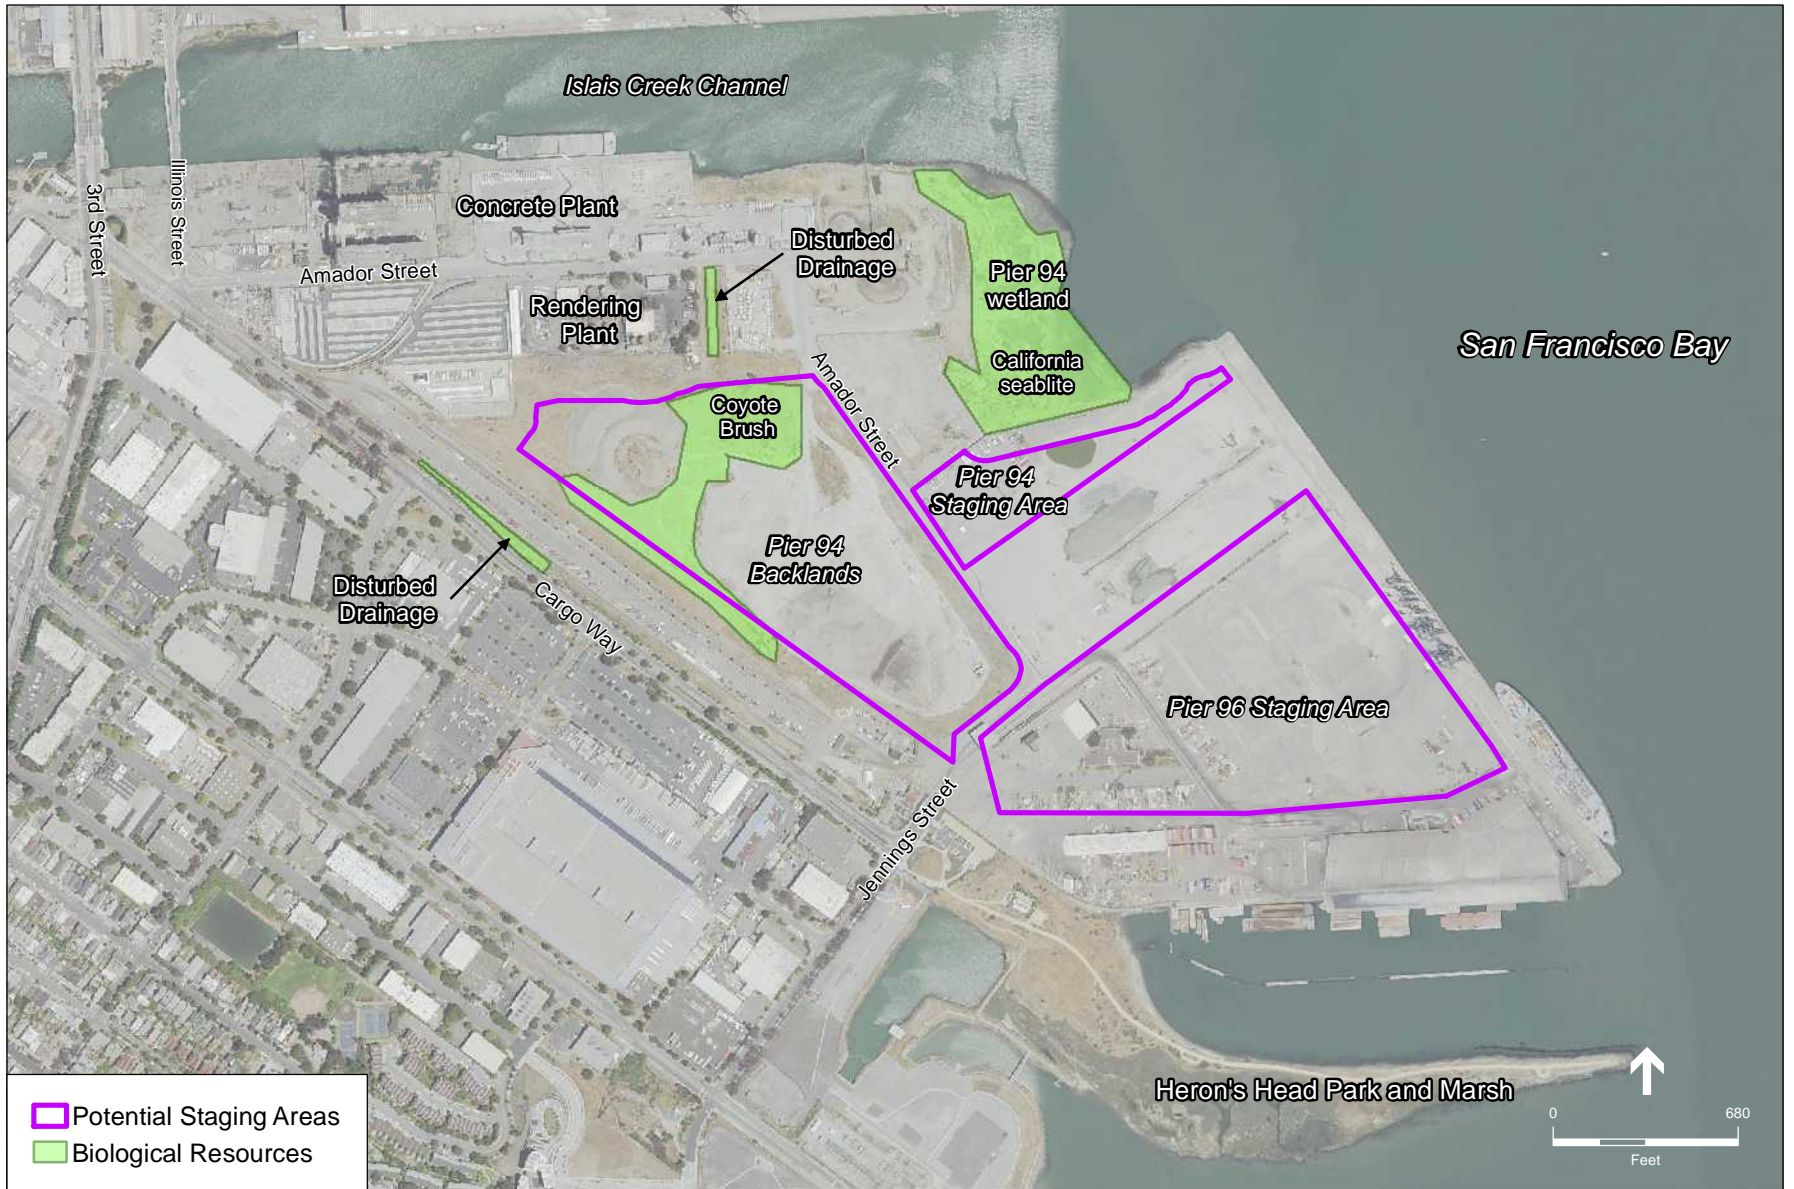 Islais Creek Channel
3rd Street
Illinois Street
Concrete Plant
Amador Street
Disturbed
Drainage
Rendering
Plant
Pier 94
wetland
California
seablite
San Francisco Bay
Amador Street
Coyote
Brush
Pier 94
Staging Area
Pier 94
Backlands
Disturbed
Drainage
Cargo Way
Pier 96 Staging Area
Jennings Street
Heron's Head Park and Marsh
0 680
Feet
Potential Staging Areas
Biological Resources